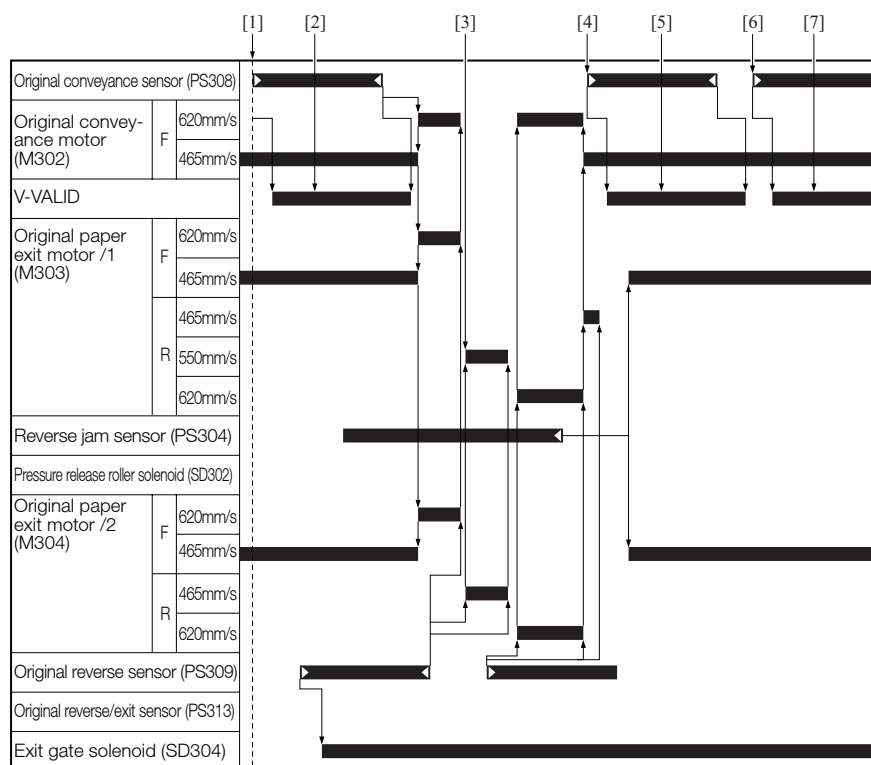 [1] [2] [3] [4] [5] [6] [7]
Original conveyance sensor (PS308)
Original convey-
ance motor
(M302)
F
620mm/s
465mm/s
V-VALID
Original paper
exit motor /1
(M303)
F
620mm/s
465mm/s
R
465mm/s
550mm/s
620mm/s
Reverse jam sensor (PS304)
Pressure release roller solenoid (SD302)
Original paper
exit motor /2
(M304)
F
620mm/s
465mm/s
R
465mm/s
620mm/s
Original reverse sensor (PS309)
Original reverse/exit sensor (PS313)
Exit gate solenoid (SD304)